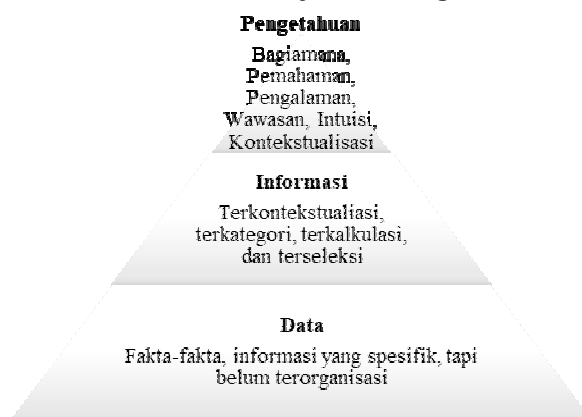 Pengetahuan
Bagiamana,
Pemahaman,
Pengalaman,
Wawasan, Intuisi,
Kontekstualisasi
Informasi
Terkontekstualiasi,
terkategori, terkalkulasi,
dan terseleksi
Data
Fakta-fakta, informasi yang spesifik, tapi
belum terorganisasi